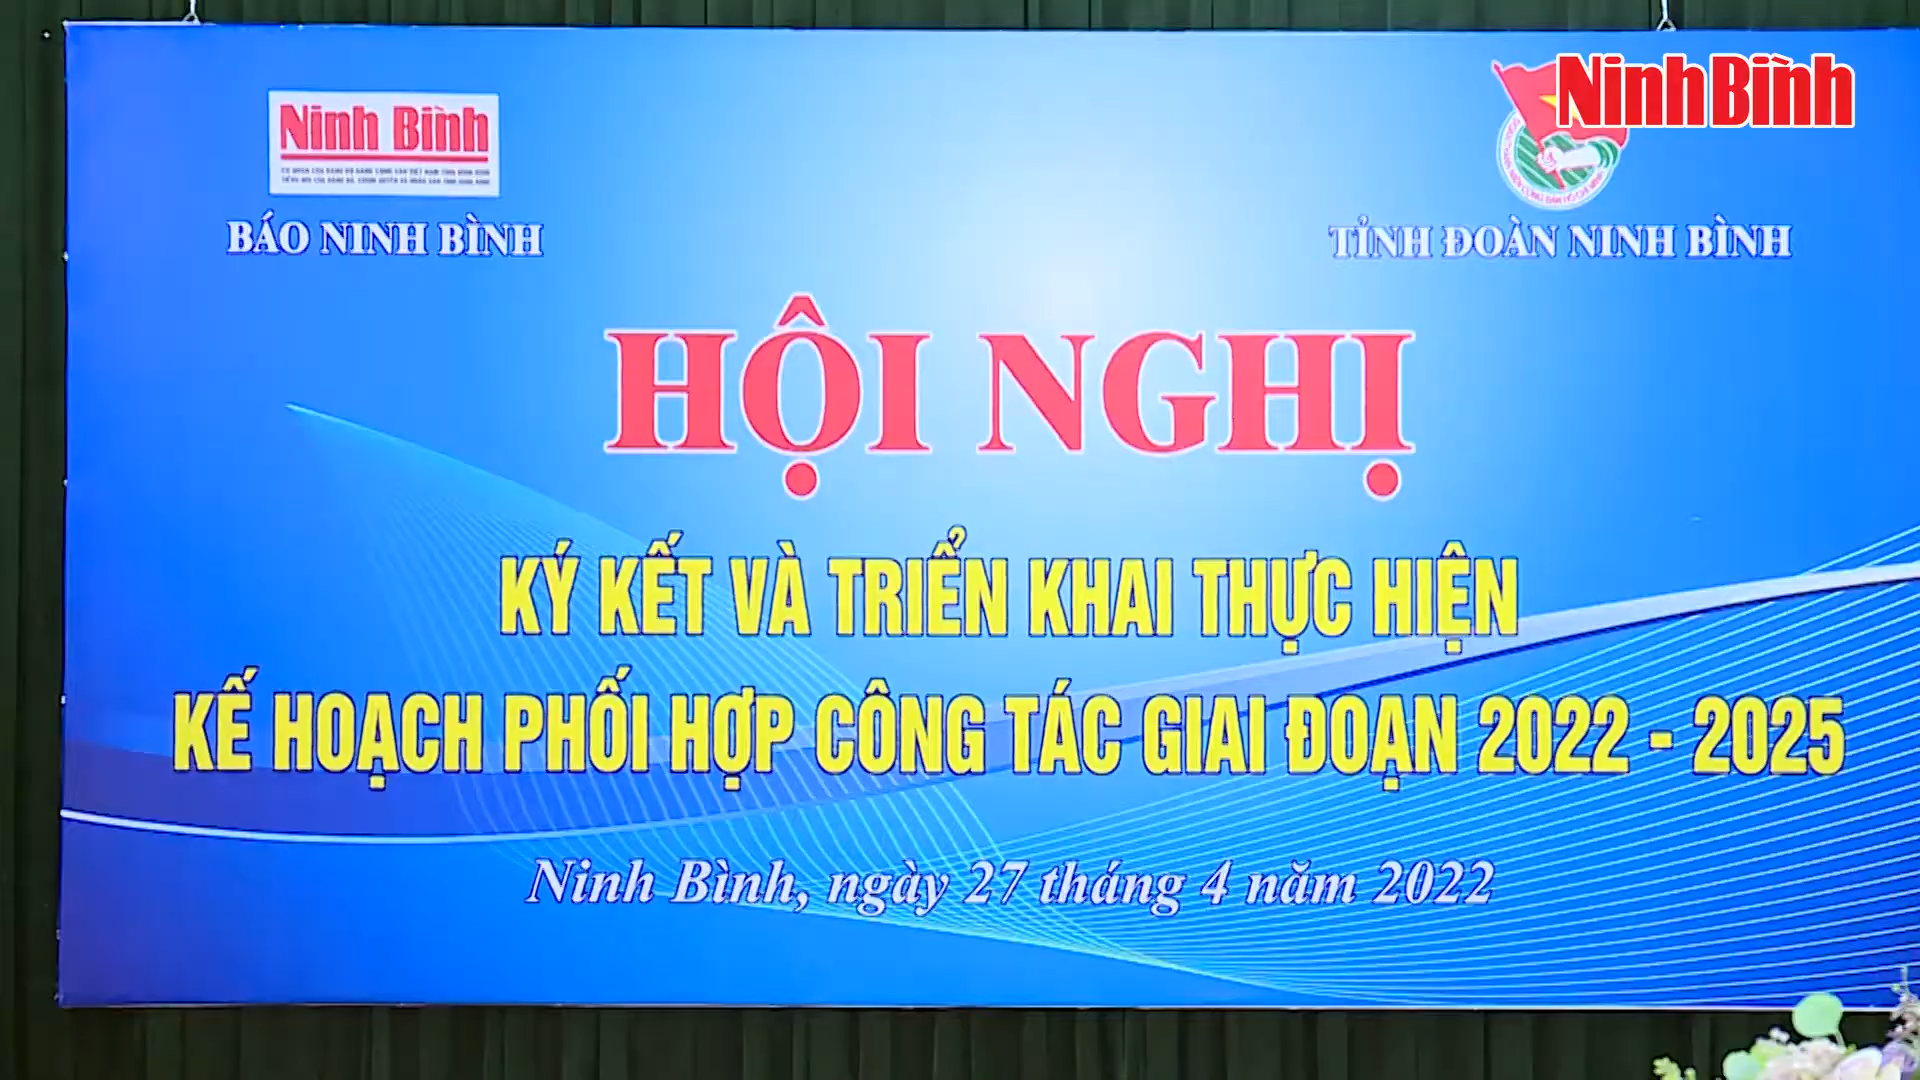 Ninh Bình
Ninh Bình
BÁO NINH BÌNH
TỈNH ĐOÀN NINH BÌNH
HỘI NGHỊ
KÝ KẾT VÀ TRIỂN KHAI THỰC HIỆN
KẾ HOẠCH PHỐI HỢP CÔNG TÁC GIAI ĐOẠN 2022 - 2025
Ninh Bình, ngày 27 tháng 4 năm 2022